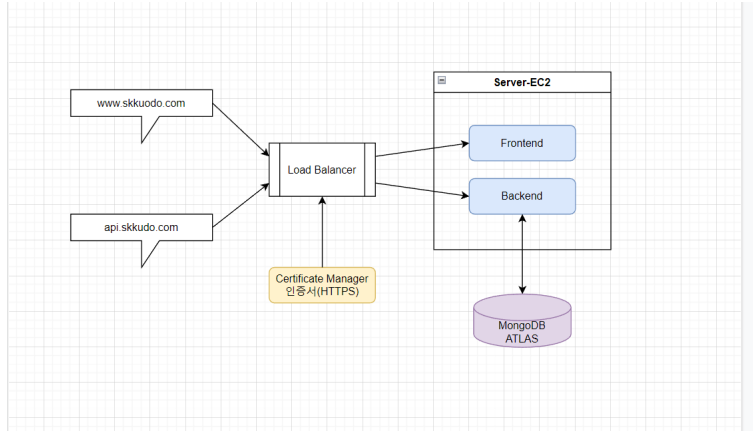 Server-EC2
www.skkuodo.com
Frontend
Load Balancer
Backend
api.skkudo.com
Certificate Manager
인증서(HTTPS)
MongoDB
ATLAS